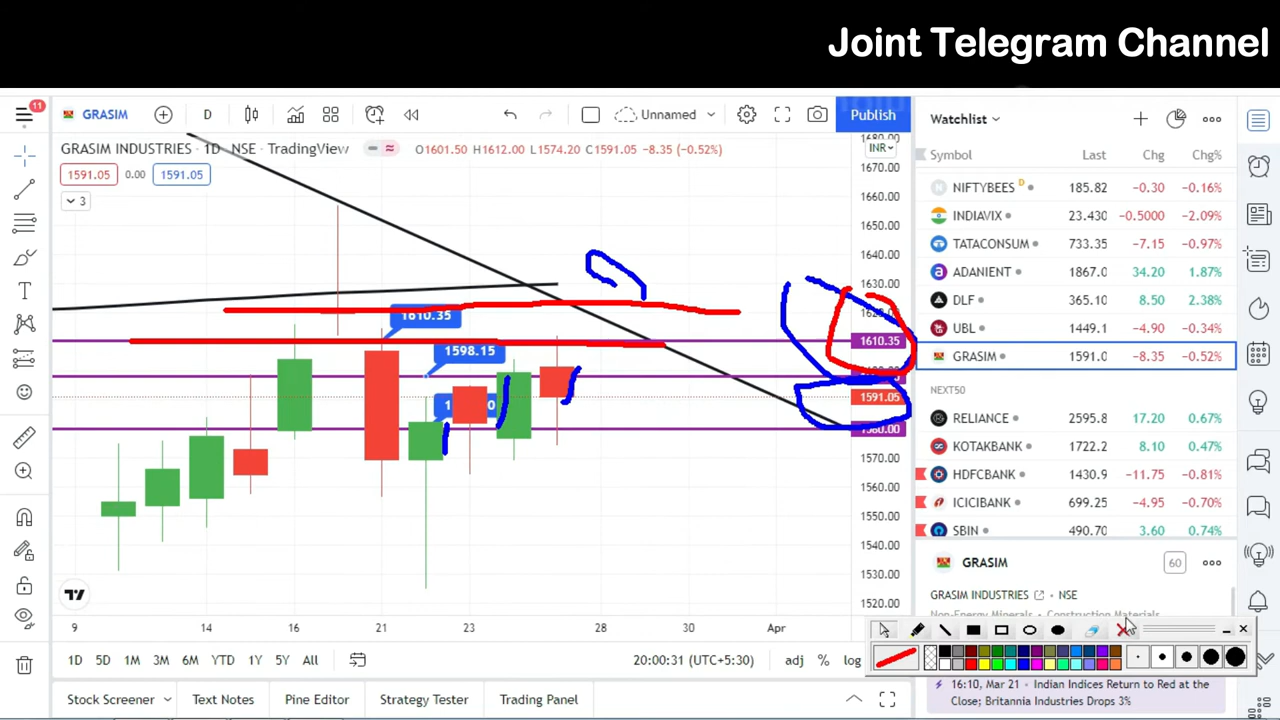 Joint Telegram Channel
11
GRASIM
D
Unnamed
Publish
Watchlist
GRASIM INDUSTRIES · 1D · NSE · TradingView
O1601.50 H1612.00 L1574.20 C1591.05 −8.35 (−0.52%)
1591.05 0.00 1591.05
3
INR
1670.00
1660.00
1650.00
1640.00
1630.00
1610.35
1591.05
1570.00
1560.00
1550.00
1540.00
1530.00
1520.00
1610.35
1598.15
9 14 16 21 23 28 30 Apr
1D 5D 1M 3M 6M YTD 1Y 5Y All
20:00:31 (UTC+5:30) adj % log
Stock Screener Text Notes Pine Editor Strategy Tester Trading Panel
Symbol Last Chg Chg%
NIFTYBEES D 185.82 −0.30 −0.16%
INDIAVIX 23.430 −0.5000 −2.09%
TATACONSUM 733.35 −7.15 −0.97%
ADANIENT 1867.0 34.20 1.87%
DLF 365.10 8.50 2.38%
UBL 1449.1 −4.90 −0.34%
GRASIM 1591.0 −8.35 −0.52%
NEXT50
RELIANCE 2595.8 17.20 0.67%
KOTAKBANK 1722.2 8.10 0.47%
HDFCBANK 1430.9 −11.75 −0.81%
ICICIBANK 699.25 −4.95 −0.70%
SBIN 490.70 3.60 0.74%
GRASIM
60
GRASIM INDUSTRIES · NSE
Non-Energy Minerals · Construction Materials
16:10, Mar 21 · Indian Indices Return to Red at the
Close; Britannia Industries Drops 3%